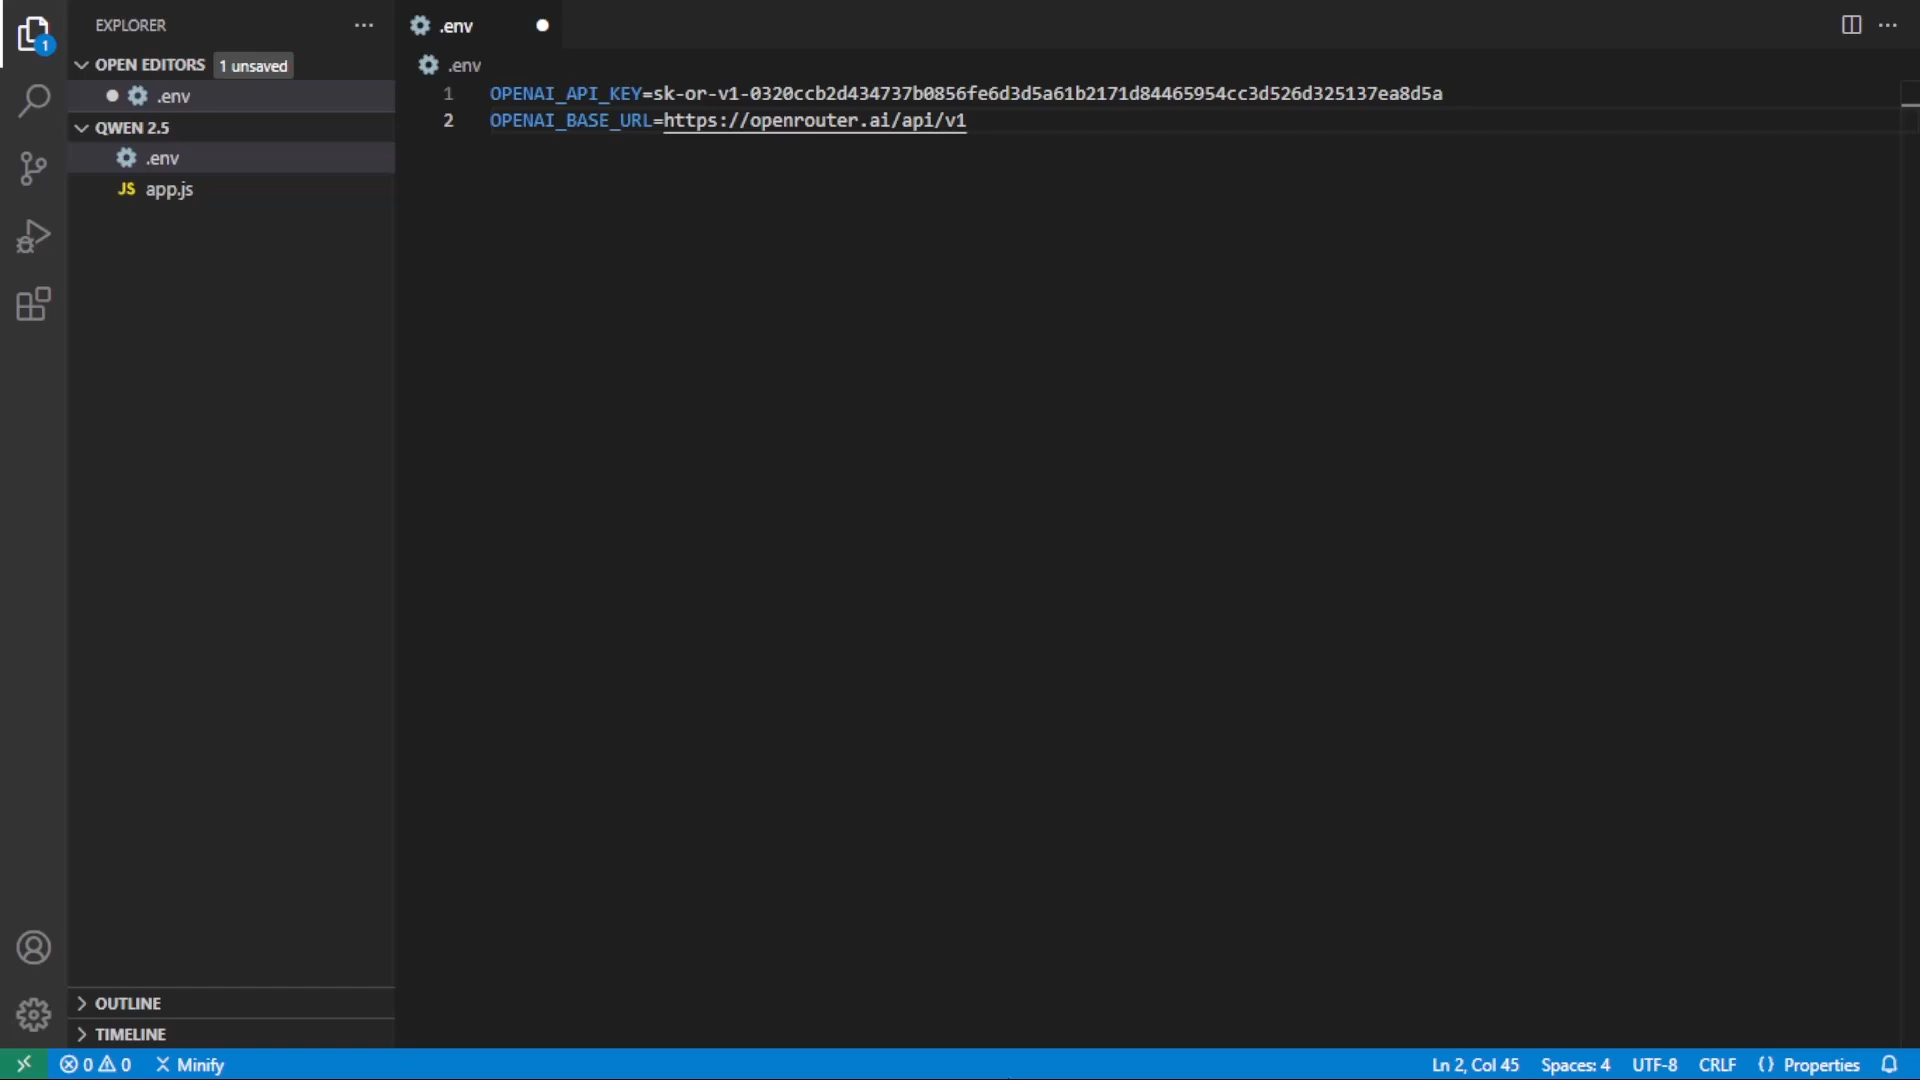 EXPLORER
.env
1
OPEN EDITORS 1 unsaved
.env
.env
1 OPENAI_API_KEY=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
2 OPENAI_BASE_URL=https://openrouter.ai/api/v1
QWEN 2.5
.env
JS app.js
OUTLINE
TIMELINE
0 0 Minify Ln 2, Col 45 Spaces: 4 UTF-8 CRLF {} Properties